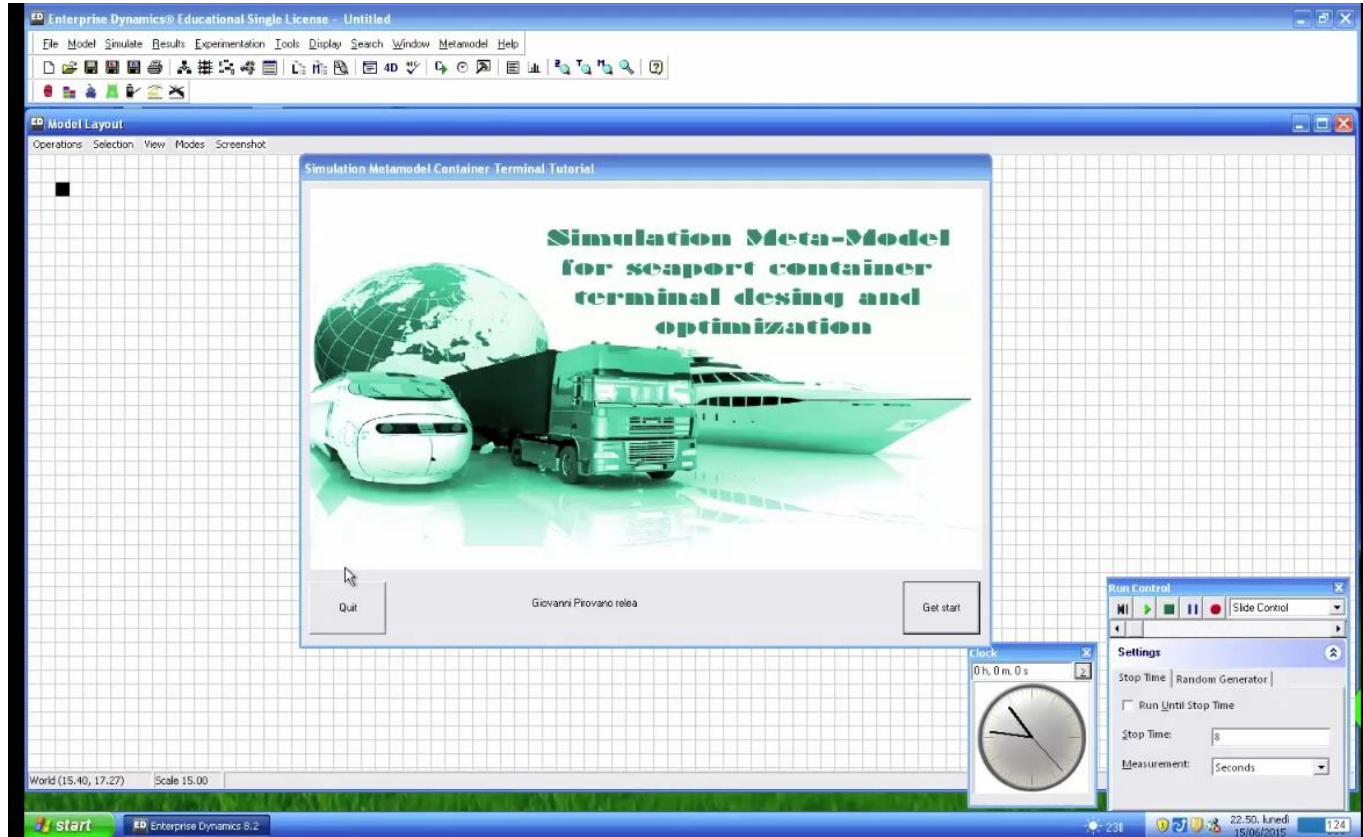 Enterprise Dynamics® Educational Single License - Untitled
File Model Simulate Results Experimentation Tools Display Search Window Metamodel Help
4D
Model Layout
Operations Selection View Modes Screenshot
Simulation Metamodel Container Terminal Tutorial
Simulation Meta-Model
for seaport container
terminal desing and
optimization
Quit
Giovanni Pirovano relea
Get start
Run Control
Slide Control
Settings
Stop Time Random Generator
Run Until Stop Time
Stop Time: 8
Measurement: Seconds
Clock
0 h, 0 m, 0 s
World (15.40, 17.27) Scale 15.00
start
ED Enterprise Dynamics 8.2
22.50. lunedì
15/06/2015
124